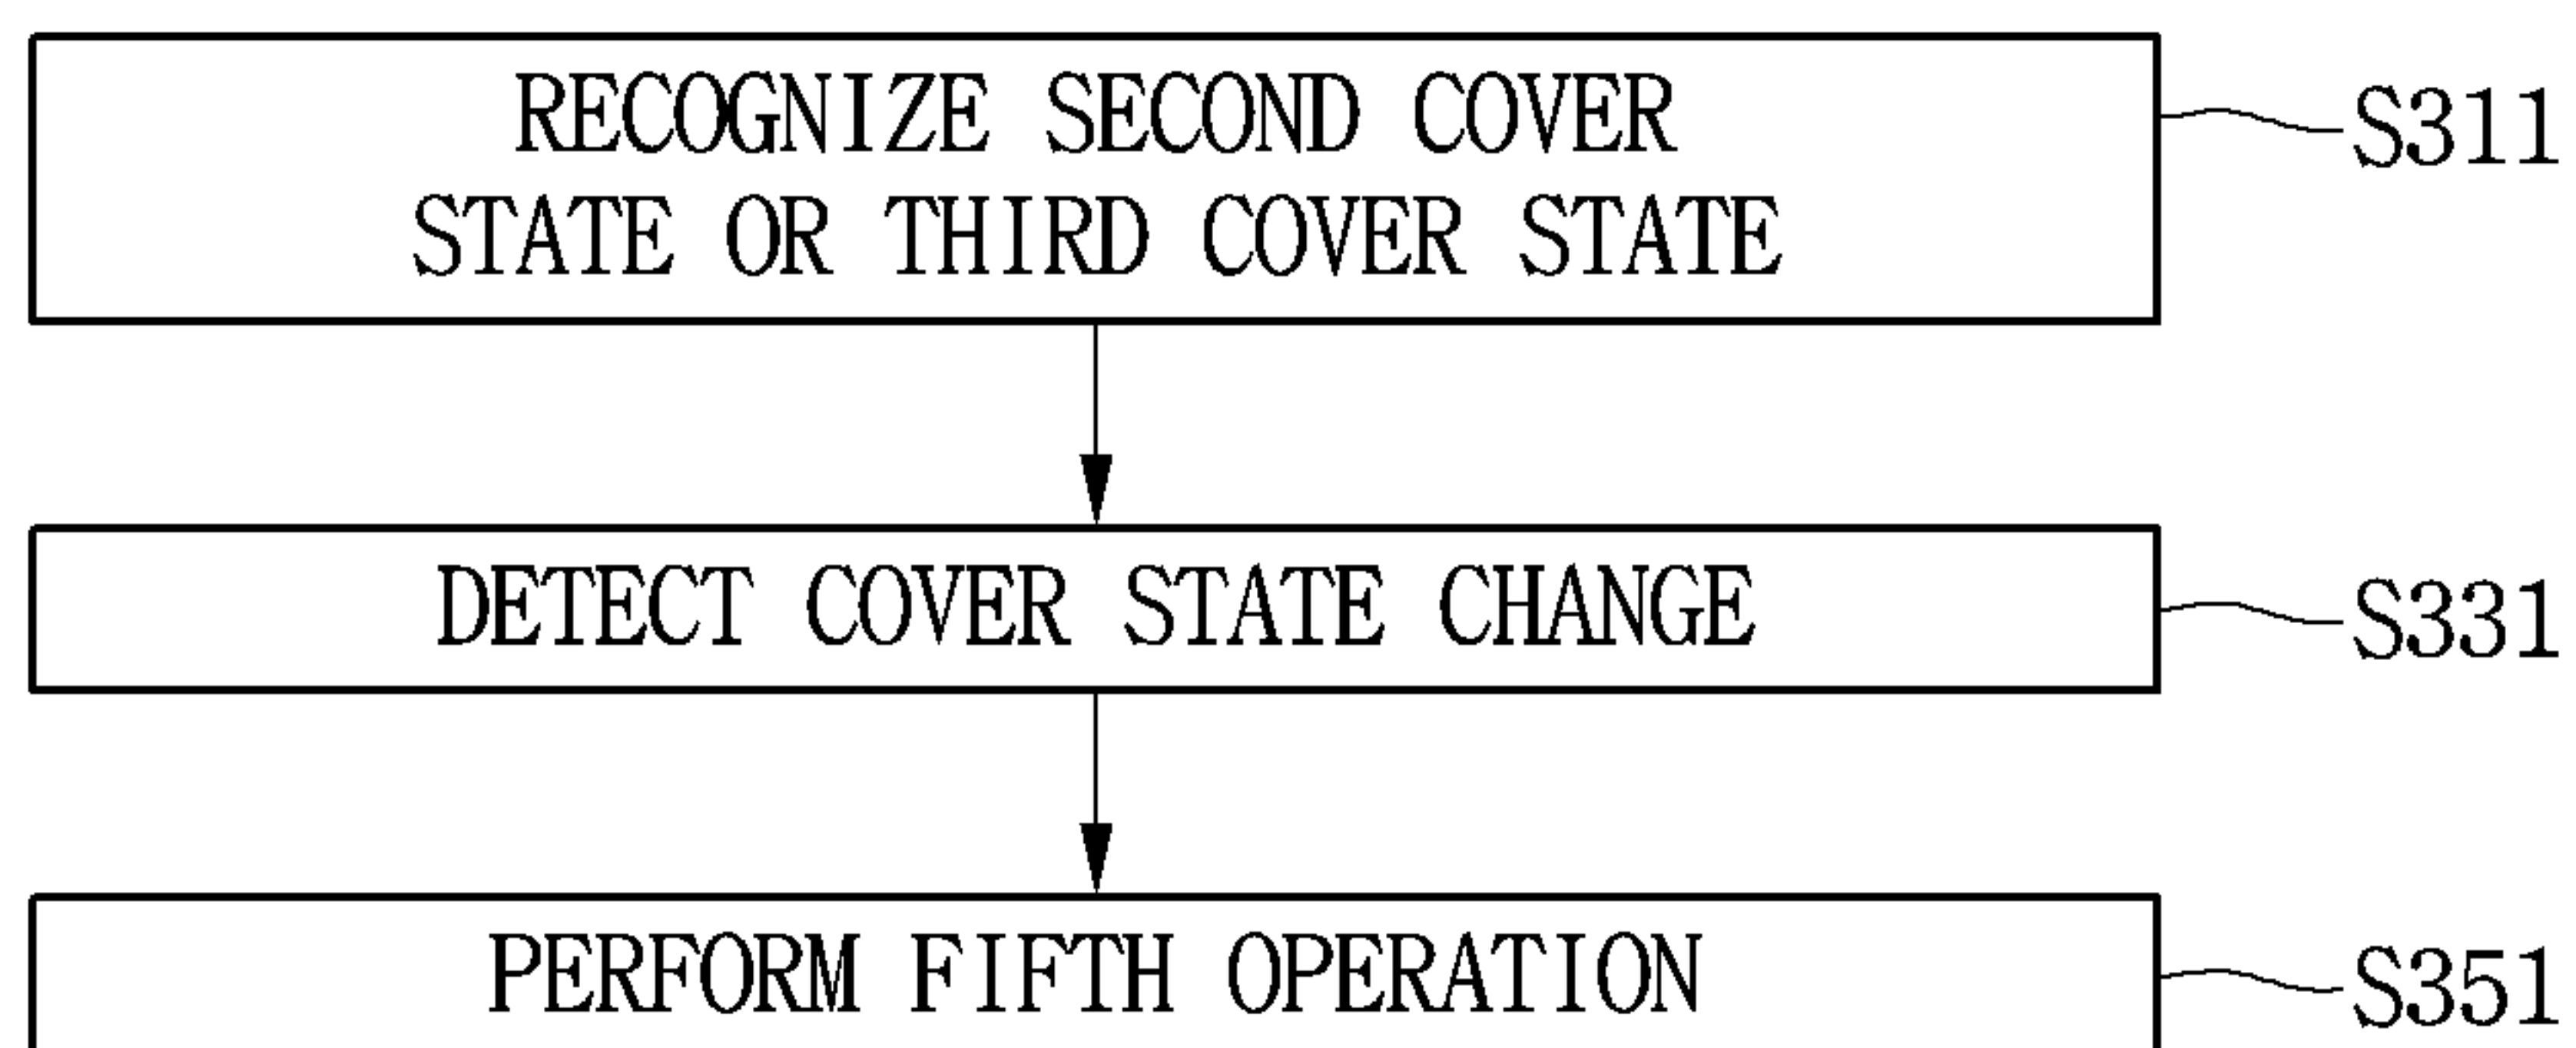 RECOGNIZE SECOND COVER
STATE OR THIRD COVER STATE
S311
DETECT COVER STATE CHANGE
S331
PERFORM FIFTH OPERATION
S351